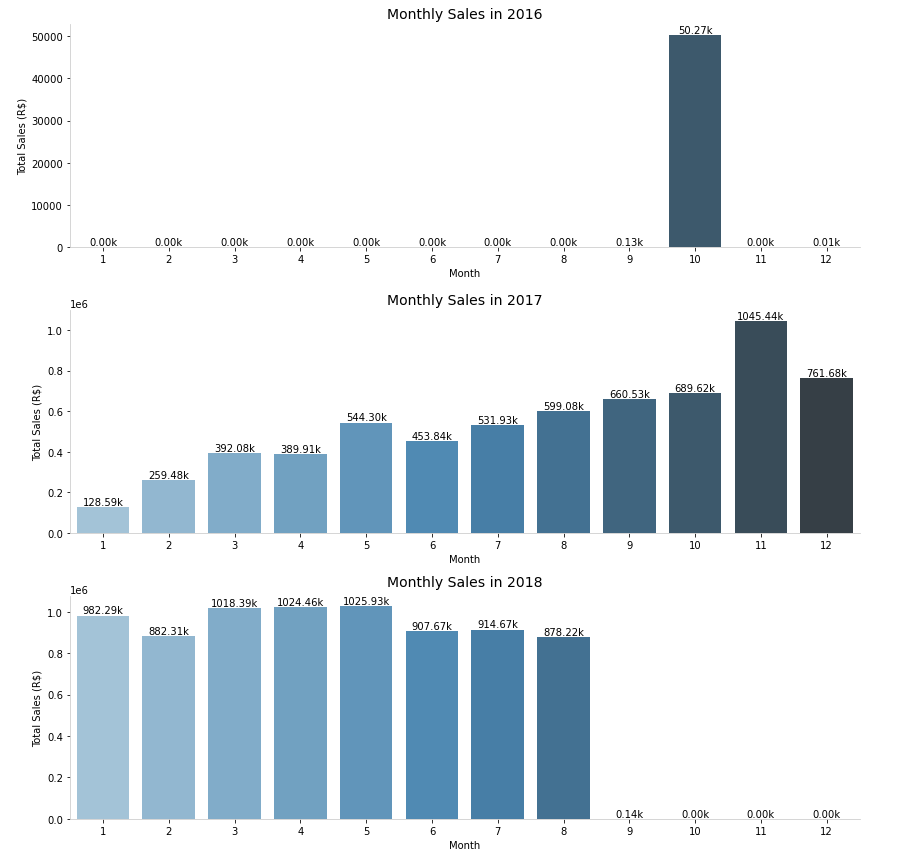 Monthly Sales in 2016
Total Sales (R$)
50000
40000
30000
20000
10000
0
0.00k 0.00k 0.00k 0.00k 0.00k 0.00k 0.00k 0.00k 0.13k 50.27k 0.00k 0.01k
1 2 3 4 5 6 7 8 9 10 11 12
Month
Monthly Sales in 2017
1e6
Total Sales (R$)
1.0
0.8
0.6
0.4
0.2
0.0
128.59k 259.48k 392.08k 389.91k 544.30k 453.84k 531.93k 599.08k 660.53k 689.62k 1045.44k 761.68k
1 2 3 4 5 6 7 8 9 10 11 12
Month
Monthly Sales in 2018
1e6
Total Sales (R$)
1.0
0.8
0.6
0.4
0.2
0.0
982.29k 882.31k 1018.39k 1024.46k 1025.93k 907.67k 914.67k 878.22k 0.14k 0.00k 0.00k 0.00k
1 2 3 4 5 6 7 8 9 10 11 12
Month